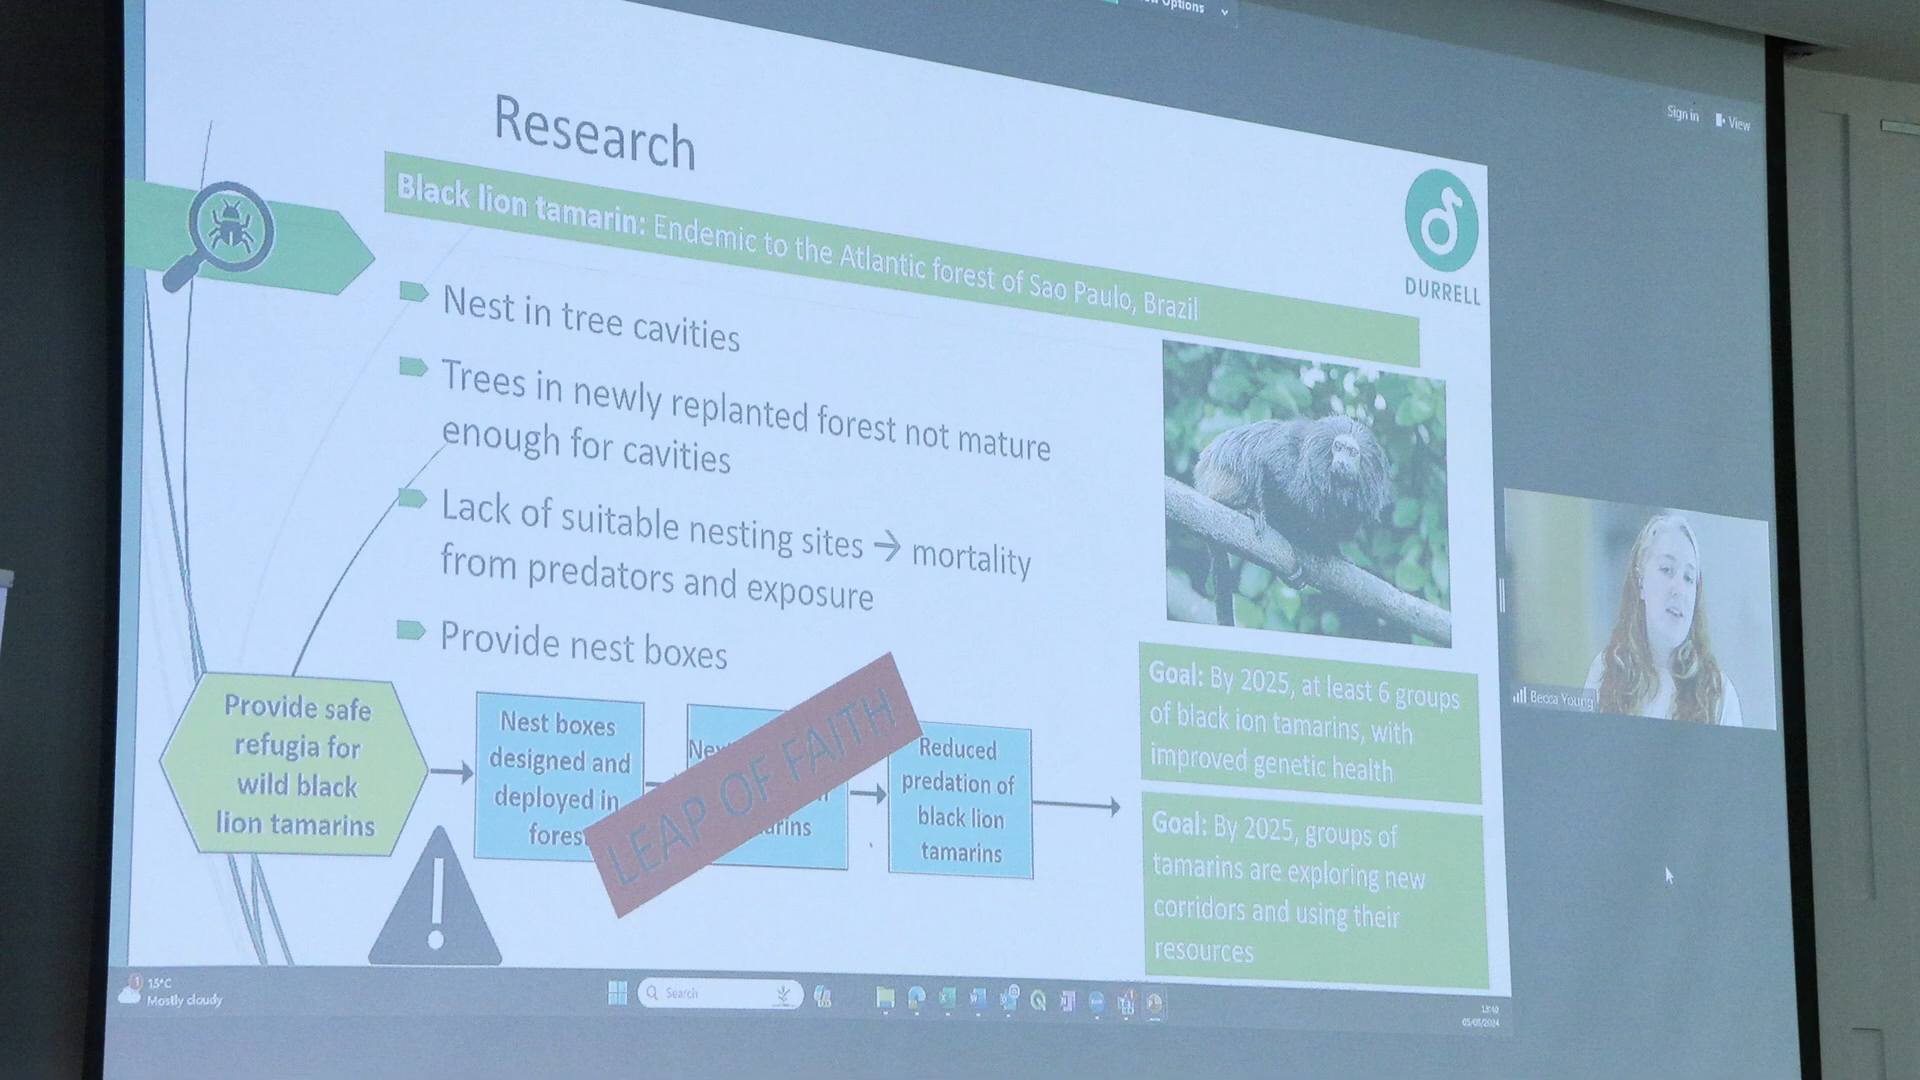 Options
Sign in
View
Research
DURRELL
Black lion tamarin: Endemic to the Atlantic forest of Sao Paulo, Brazil
Nest in tree cavities
Trees in newly replanted forest not mature
enough for cavities
Lack of suitable nesting sites → mortality
from predators and exposure
Provide nest boxes
Provide safe
refugia for
wild black
lion tamarins
Nest boxes
designed and
deployed in
LEAP OF FAITH
Reduced
predation of
black lion
tamarins
Goal: By 2025, at least 6 groups
of black ion tamarins, with
improved genetic health
Goal: By 2025, groups of
tamarins are exploring new
corridors and using their
resources
Becca Young
15°C
Mostly cloudy
Search
13:40